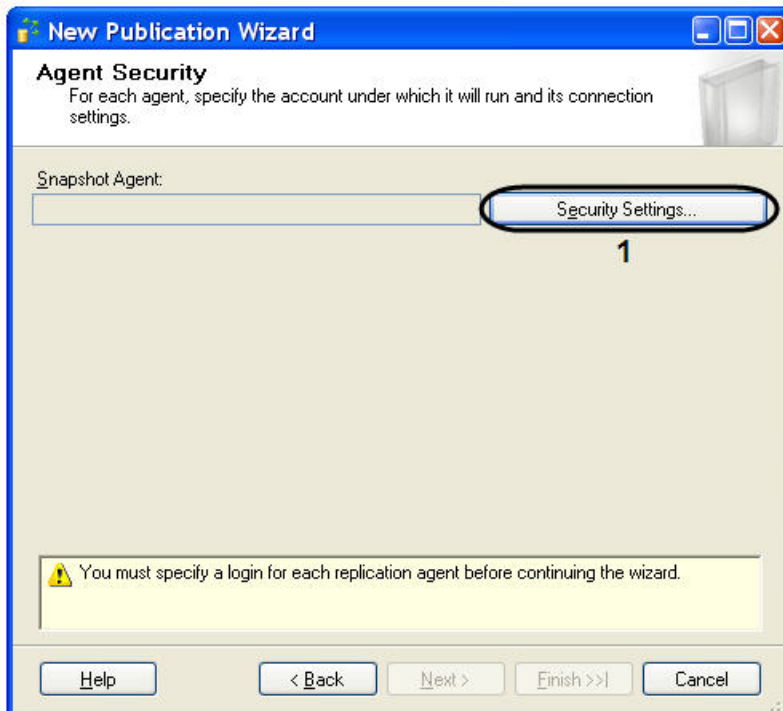 New Publication Wizard
Agent Security
For each agent, specify the account under which it will run and its connection
settings.
Snapshot Agent:
Security Settings...
1
You must specify a login for each replication agent before continuing the wizard.
Help
< Back
Next >
Finish >>|
Cancel